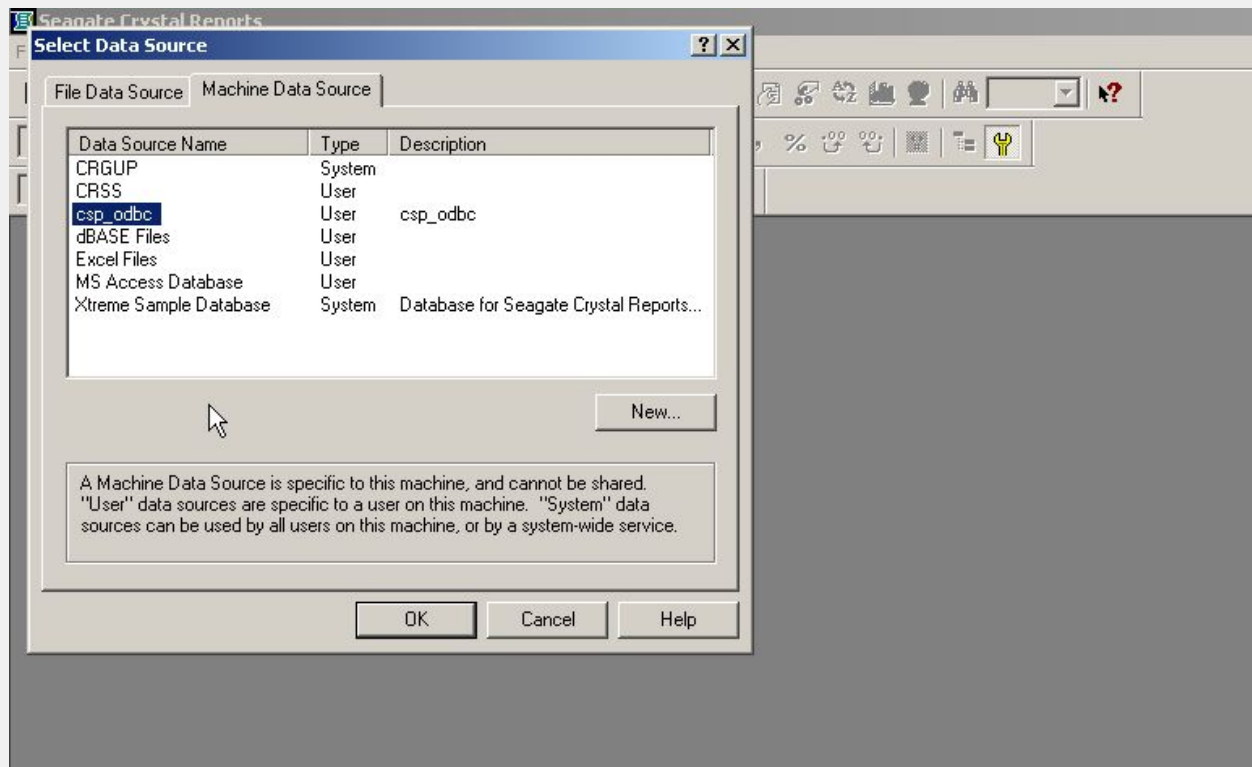 Seagate Crystal Reports
F
Select Data Source
File Data Source Machine Data Source
Data Source Name Type Description
CRGUP System
CRSS User
csp_odbc User csp_odbc
dBASE Files User
Excel Files User
MS Access Database User
Xtreme Sample Database System Database for Seagate Crystal Reports...
New...
A Machine Data Source is specific to this machine, and cannot be shared.
"User" data sources are specific to a user on this machine. "System" data
sources can be used by all users on this machine, or by a system-wide service.
OK Cancel Help